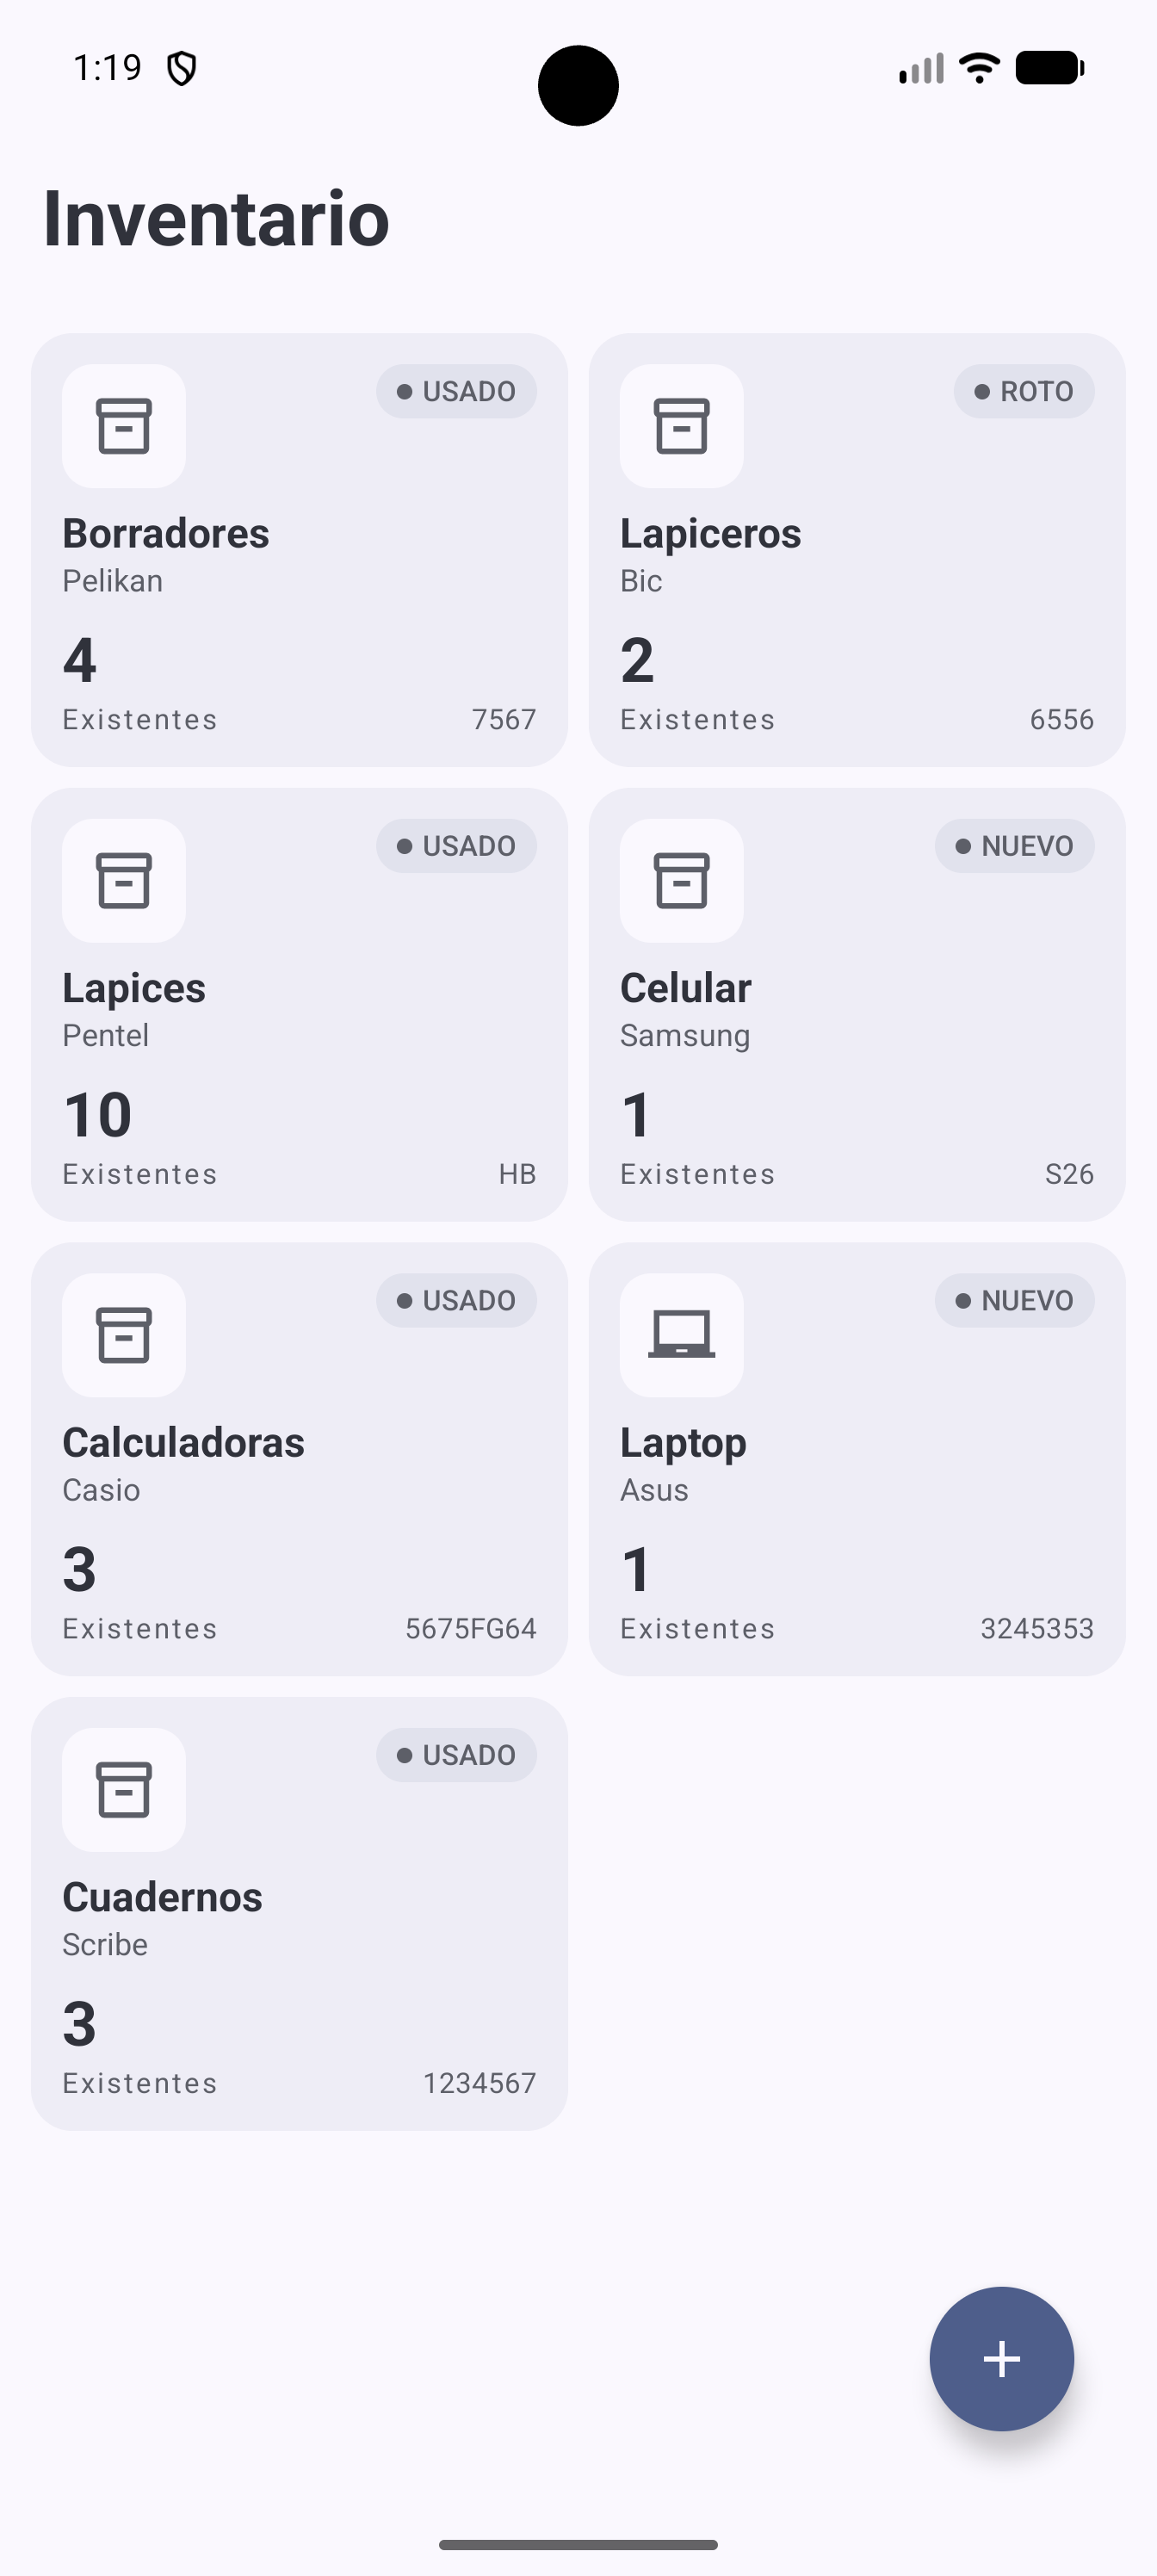 1:19
Inventario
USADO
Borradores
Pelikan
4
Existentes 7567
ROTO
Lapiceros
Bic
2
Existentes 6556
USADO
Lapices
Pentel
10
Existentes HB
NUEVO
Celular
Samsung
1
Existentes S26
USADO
Calculadoras
Casio
3
Existentes 5675FG64
NUEVO
Laptop
Asus
1
Existentes 3245353
USADO
Cuadernos
Scribe
3
Existentes 1234567